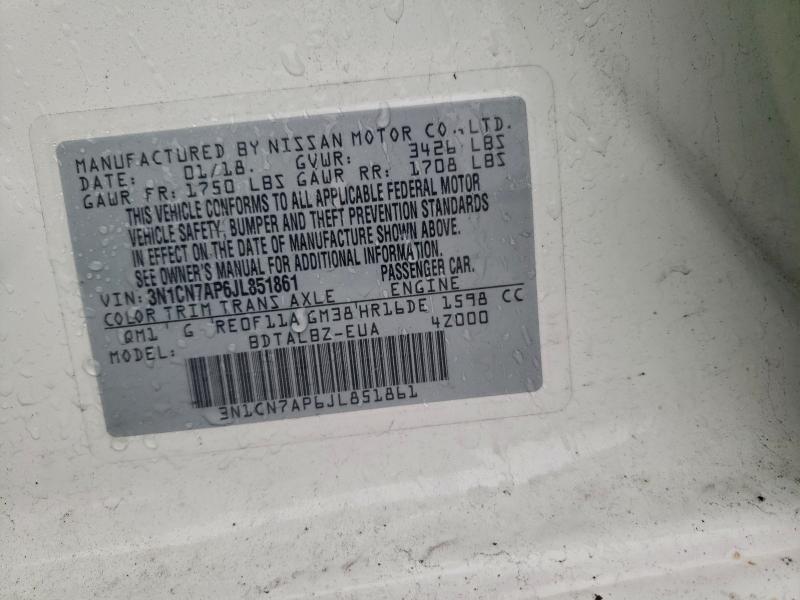 MANUFACTURED BY NISSAN MOTOR CO., LTD.
DATE: 01/18. GVWR: 3426 LBS
GAWR FR: 1750 LBS GAWR RR: 1708 LBS
THIS VEHICLE CONFORMS TO ALL APPLICABLE FEDERAL MOTOR
VEHICLE SAFETY, BUMPER AND THEFT PREVENTION STANDARDS
IN EFFECT ON THE DATE OF MANUFACTURE SHOWN ABOVE.
SEE OWNER'S MANUAL FOR ADDITIONAL INFORMATION.
VIN: 3N1CN7AP6JL851861 PASSENGER CAR.
COLOR TRIM TRANS AXLE ENGINE
QM1 G RE0F11A GM38 HR16DE 1598 CC
MODEL: BDTALBZ-EUA 4Z000
3N1CN7AP6JL851861